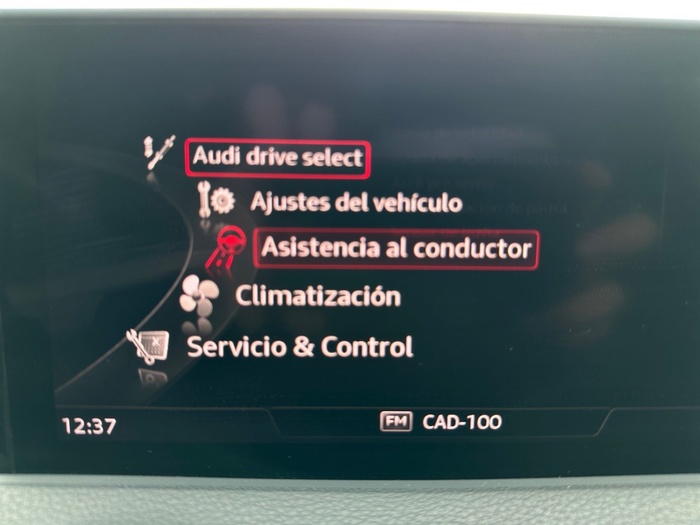 Audi drive select
Ajustes del vehículo
Asistencia al conductor
Climatización
Servicio & Control
12:37
FM CAD-100